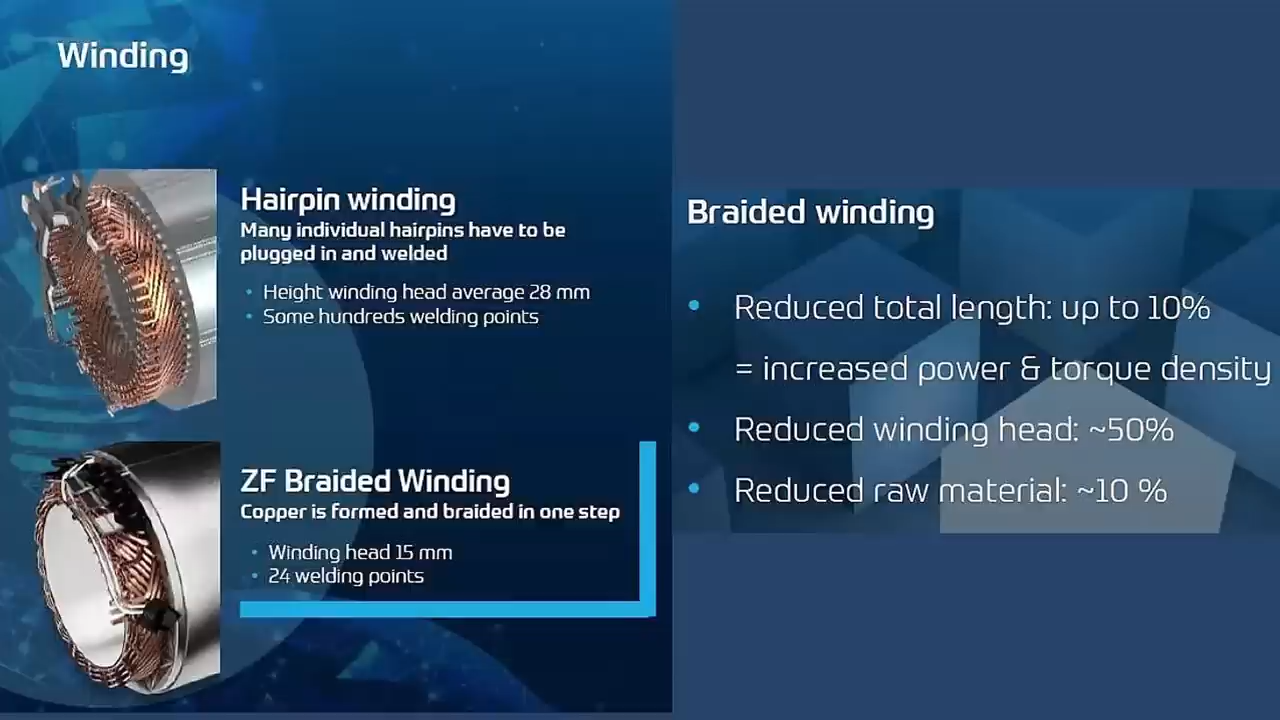 Winding
Hairpin winding
Many individual hairpins have to be
plugged in and welded
• Height winding head average 28 mm
• Some hundreds welding points
ZF Braided Winding
Copper is formed and braided in one step
• Winding head 15 mm
• 24 welding points
Braided winding
• Reduced total length: up to 10%
= increased power & torque density
• Reduced winding head: ~50%
• Reduced raw material: ~10 %